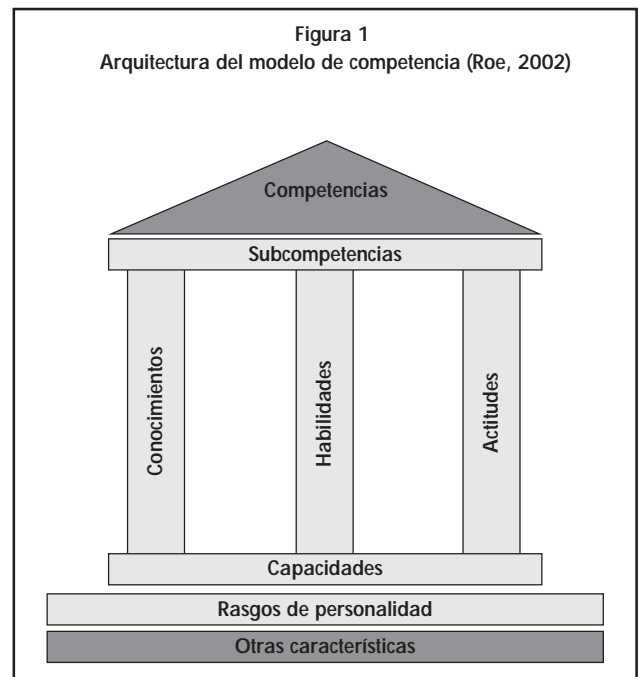 Figura 1
Arquitectura del modelo de competencia (Roe, 2002)
Competencias
Subcompetencias
Conocimientos
Habilidades
Actitudes
Capacidades
Rasgos de personalidad
Otras características